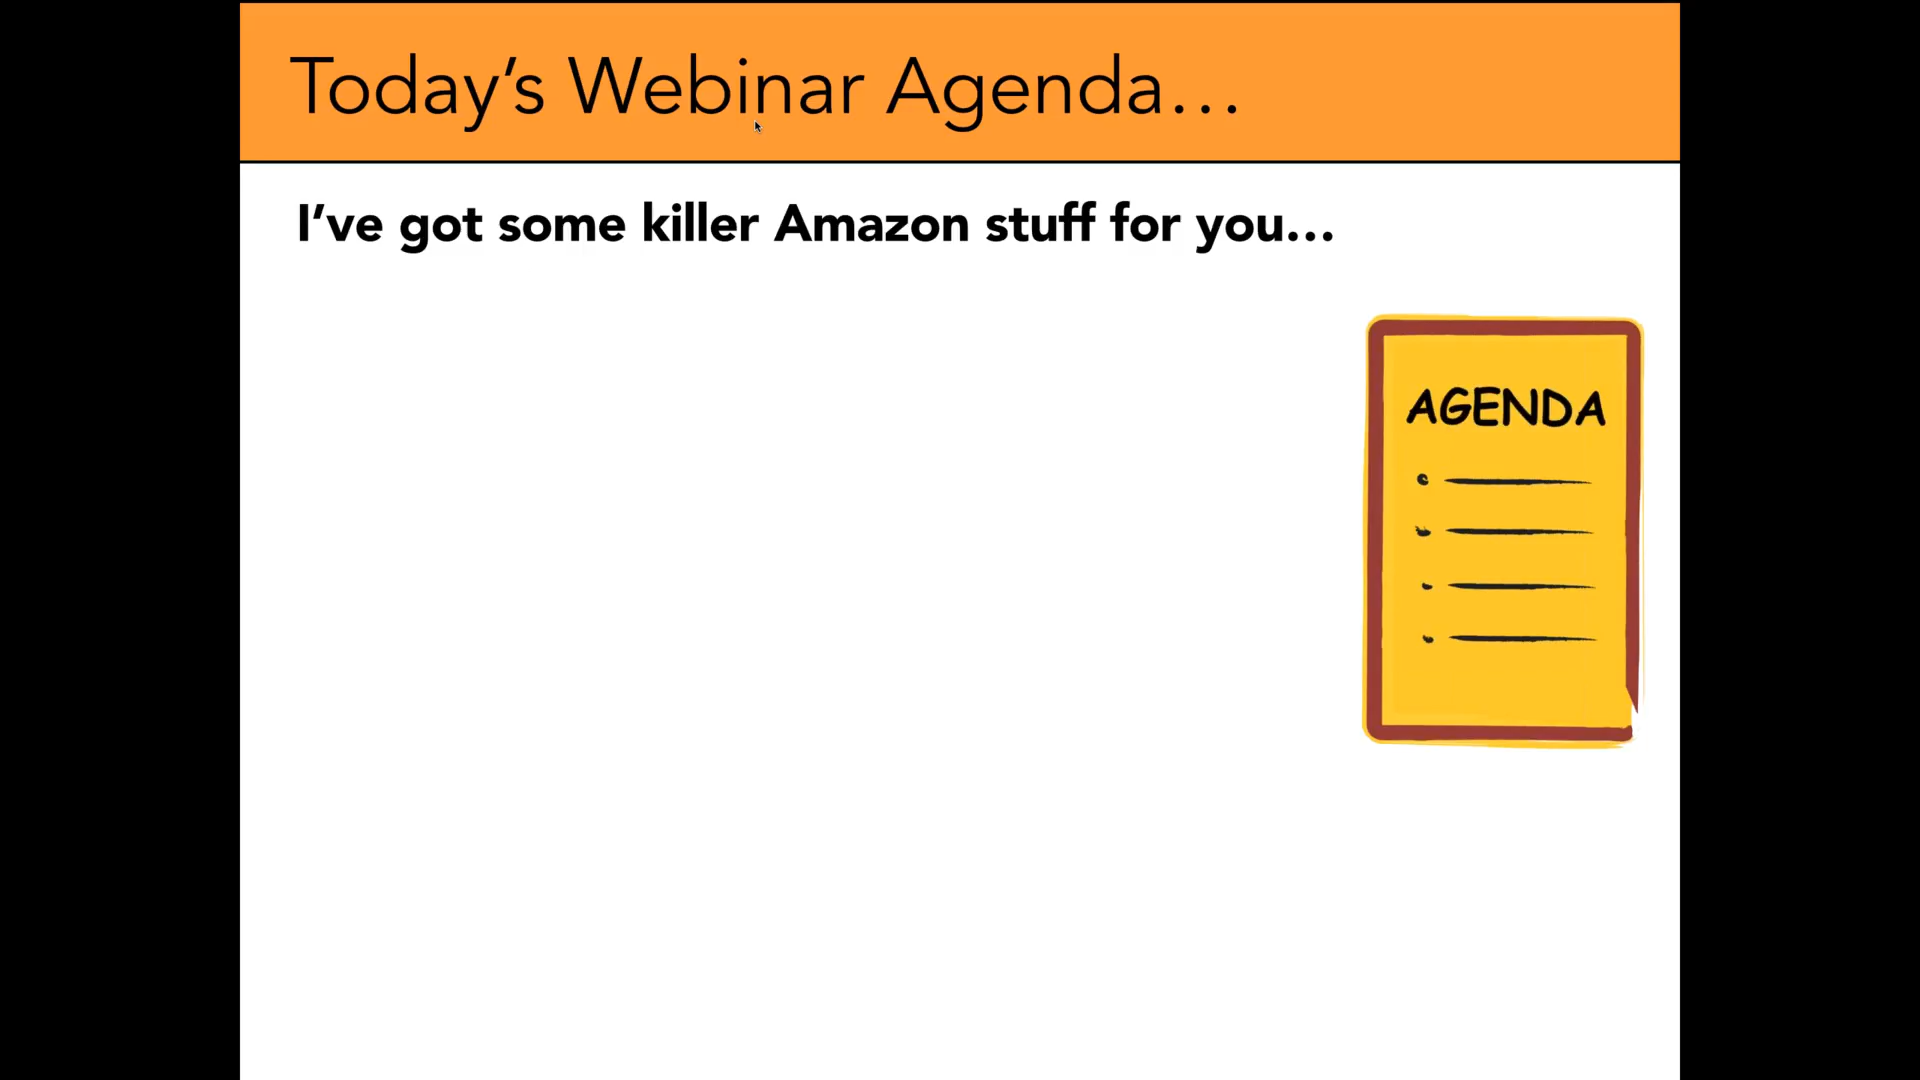 Today’s Webinar Agenda…
I’ve got some killer Amazon stuff for you…
AGENDA